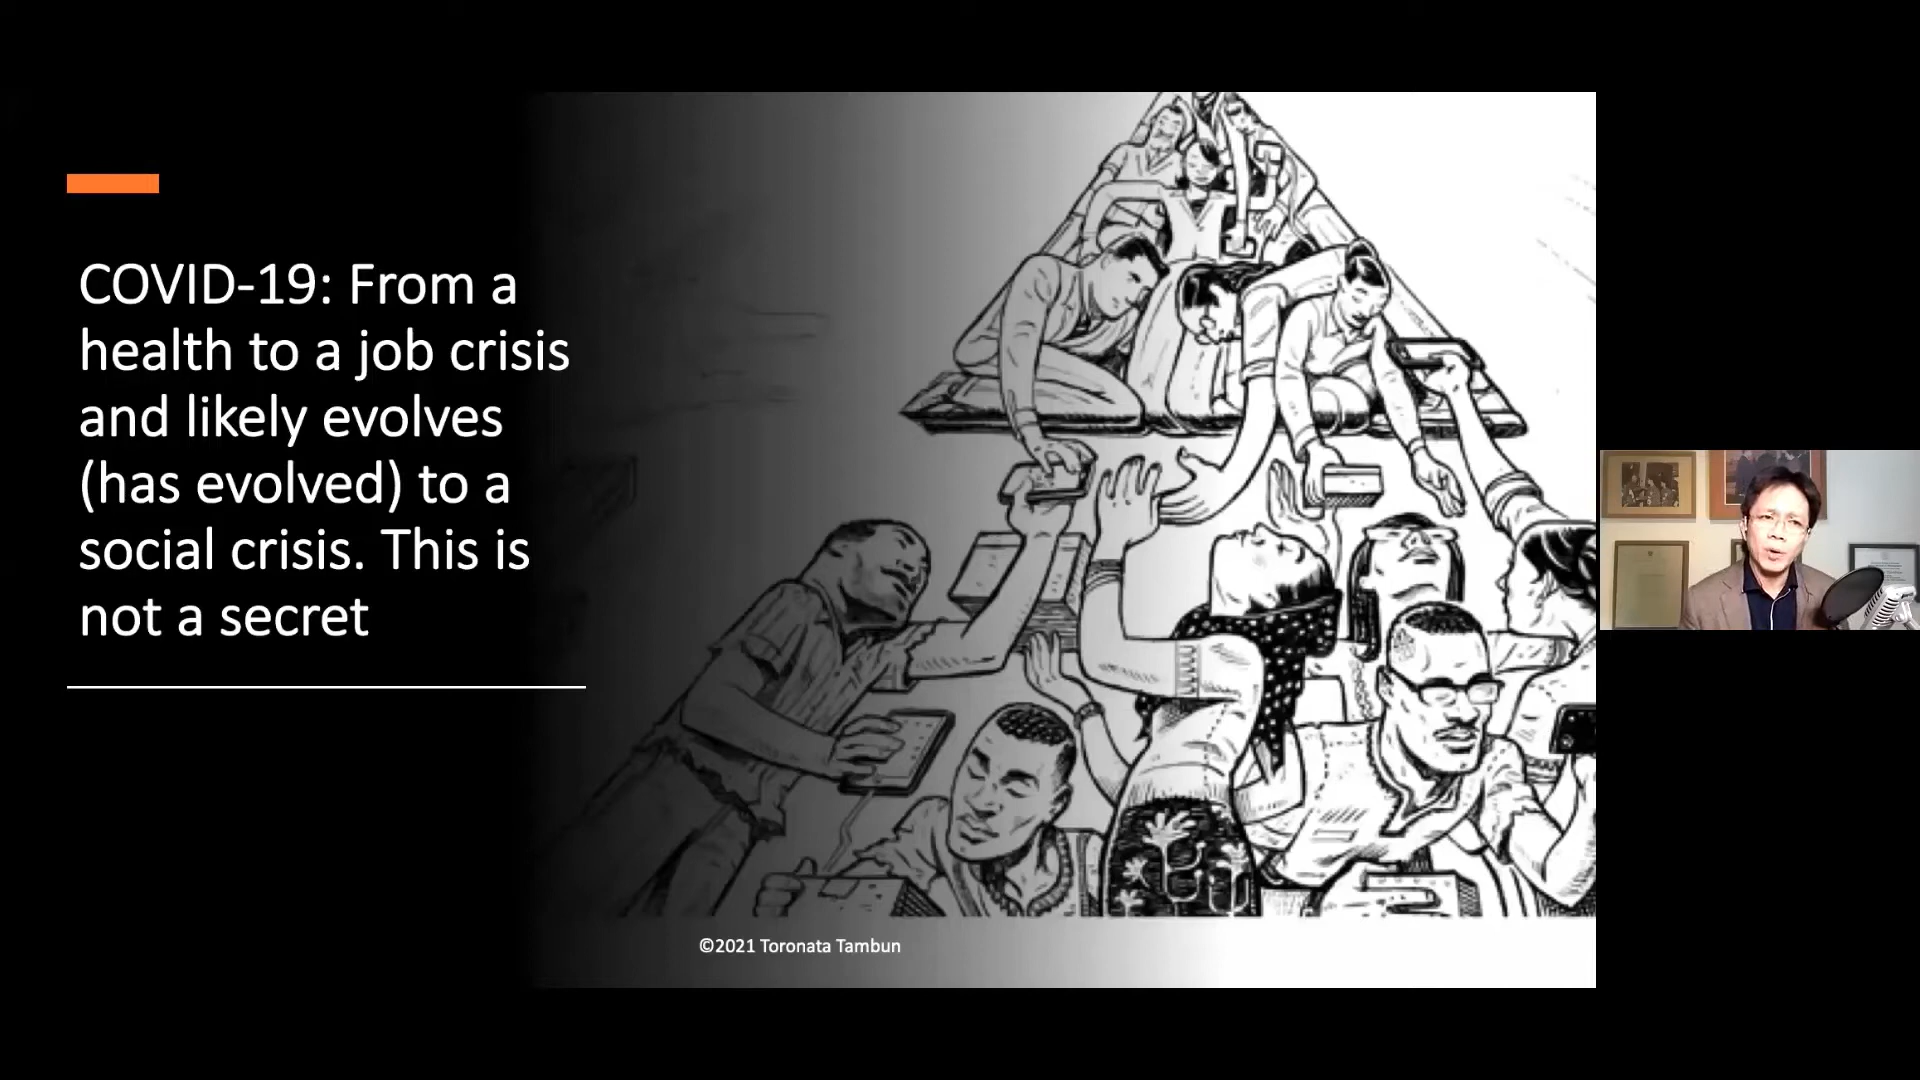 COVID-19: From a
health to a job crisis
and likely evolves
(has evolved) to a
social crisis. This is
not a secret
©2021 Toronata Tambun